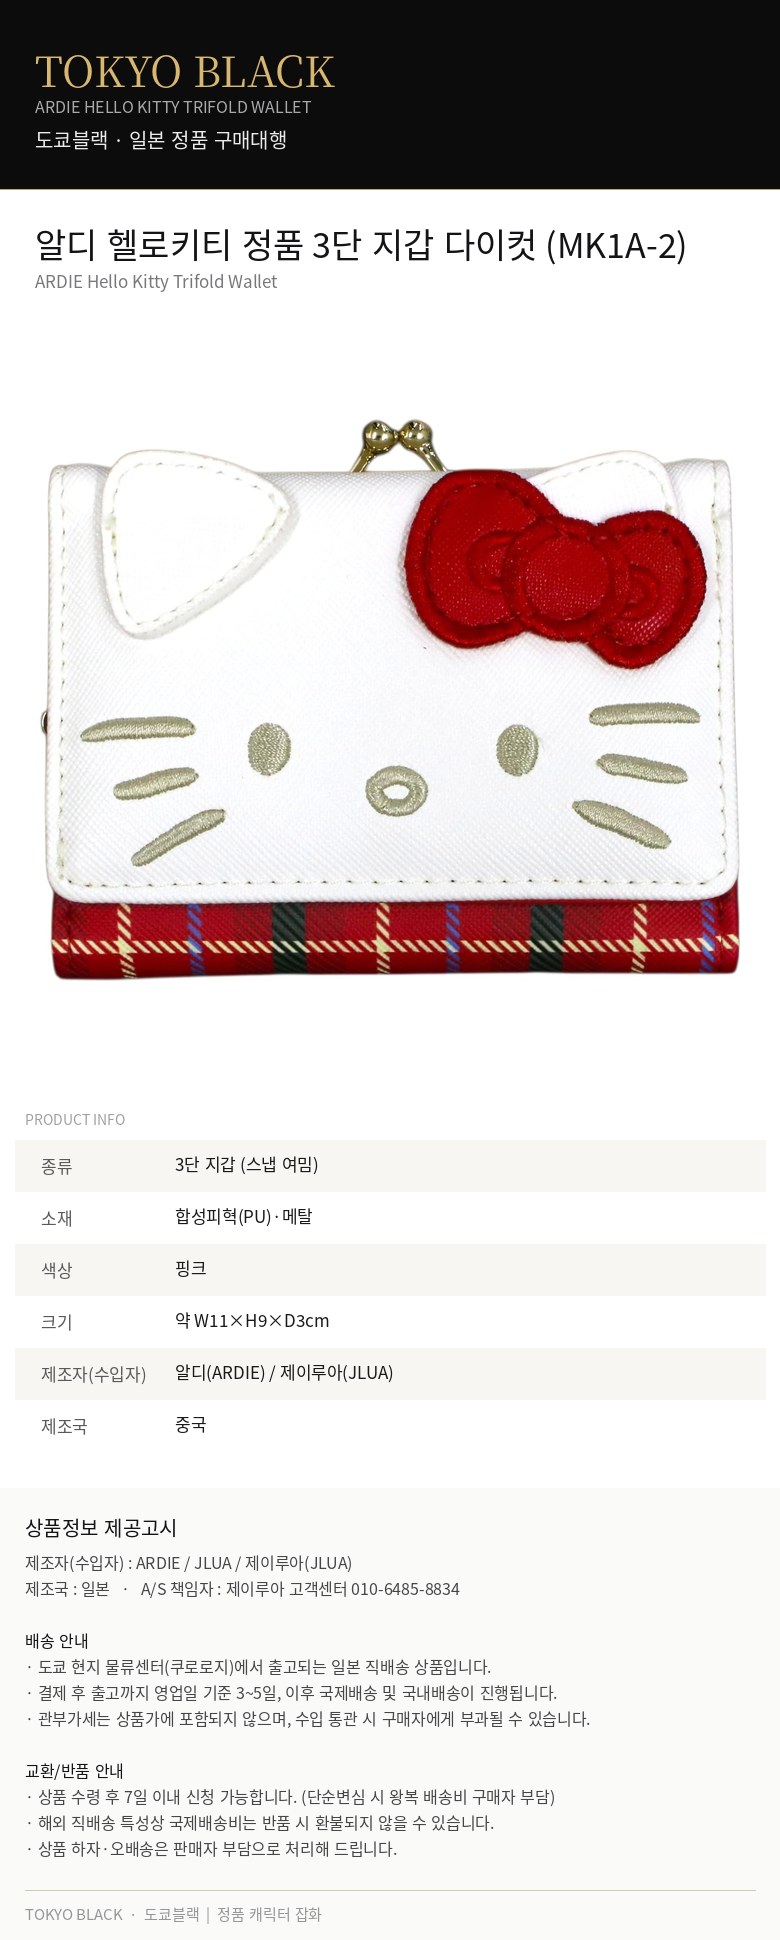 TOKYO BLACK
ARDIE HELLO KITTY TRIFOLD WALLET
도쿄블랙 · 일본 정품 구매대행
알디 헬로키티 정품 3단 지갑 다이컷 (MK1A-2)
ARDIE Hello Kitty Trifold Wallet
PRODUCT INFO
종류 3단 지갑 (스냅 여밈)
소재 합성피혁(PU)·메탈
색상 핑크
크기 약 W11×H9×D3cm
제조자(수입자) 알디(ARDIE) / 제이루아(JLUA)
제조국 중국
상품정보 제공고시
제조자(수입자) : ARDIE / JLUA / 제이루아(JLUA)
제조국 : 일본 · A/S 책임자 : 제이루아 고객센터 010-6485-8834
배송 안내
· 도쿄 현지 물류센터(쿠로로지)에서 출고되는 일본 직배송 상품입니다.
· 결제 후 출고까지 영업일 기준 3~5일, 이후 국제배송 및 국내배송이 진행됩니다.
· 관부가세는 상품가에 포함되지 않으며, 수입 통관 시 구매자에게 부과될 수 있습니다.
교환/반품 안내
· 상품 수령 후 7일 이내 신청 가능합니다. (단순변심 시 왕복 배송비 구매자 부담)
· 해외 직배송 특성상 국제배송비는 반품 시 환불되지 않을 수 있습니다.
· 상품 하자·오배송은 판매자 부담으로 처리해 드립니다.
TOKYO BLACK · 도쿄블랙 | 정품 캐릭터 잡화